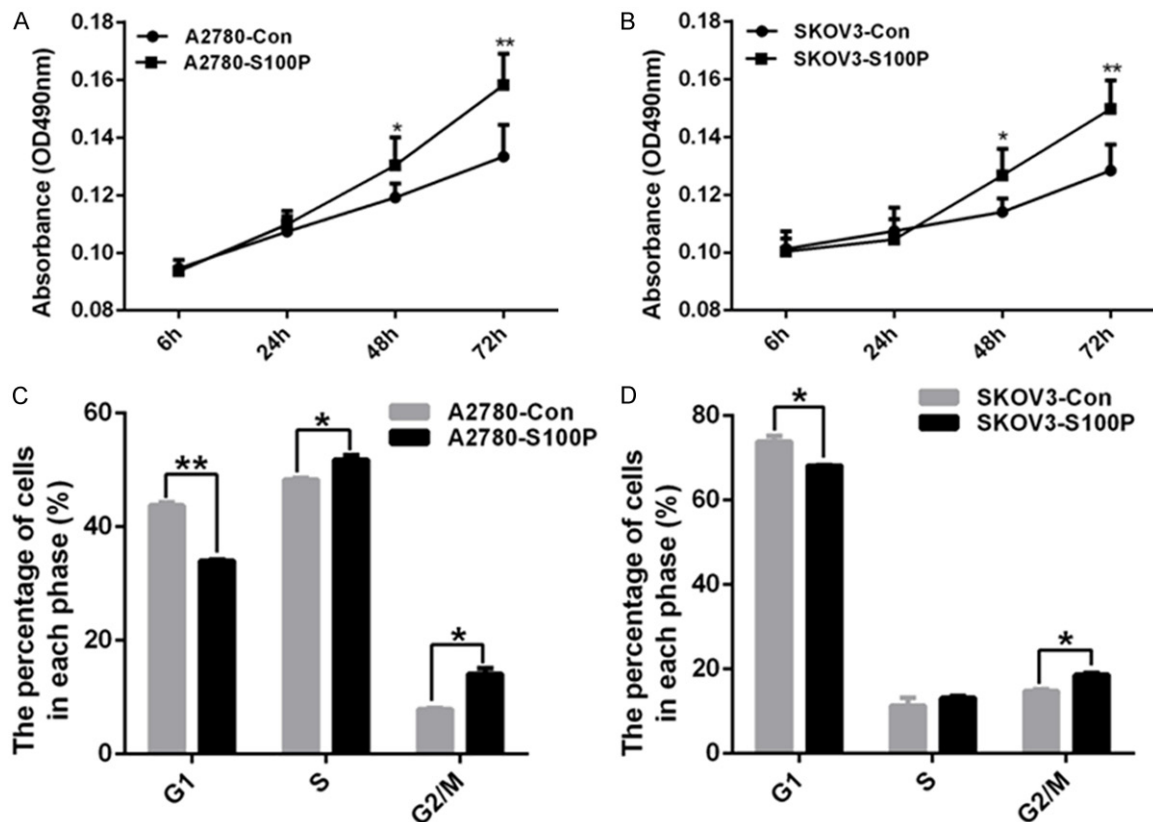 A
A2780-Con
A2780-S100P
Absorbance (OD490nm)
0.18
0.16
0.14
0.12
0.10
0.08
*
**
6h
24h
48h
72h
B
SKOV3-Con
SKOV3-S100P
Absorbance (OD490nm)
0.18
0.16
0.14
0.12
0.10
0.08
*
**
6h
24h
48h
72h
C
A2780-Con
A2780-S100P
The percentage of cells
in each phase (%)
60
40
20
0
**
*
*
G1
S
G2/M
D
SKOV3-Con
SKOV3-S100P
The percentage of cells
in each phase (%)
80
60
40
20
0
*
*
G1
S
G2/M